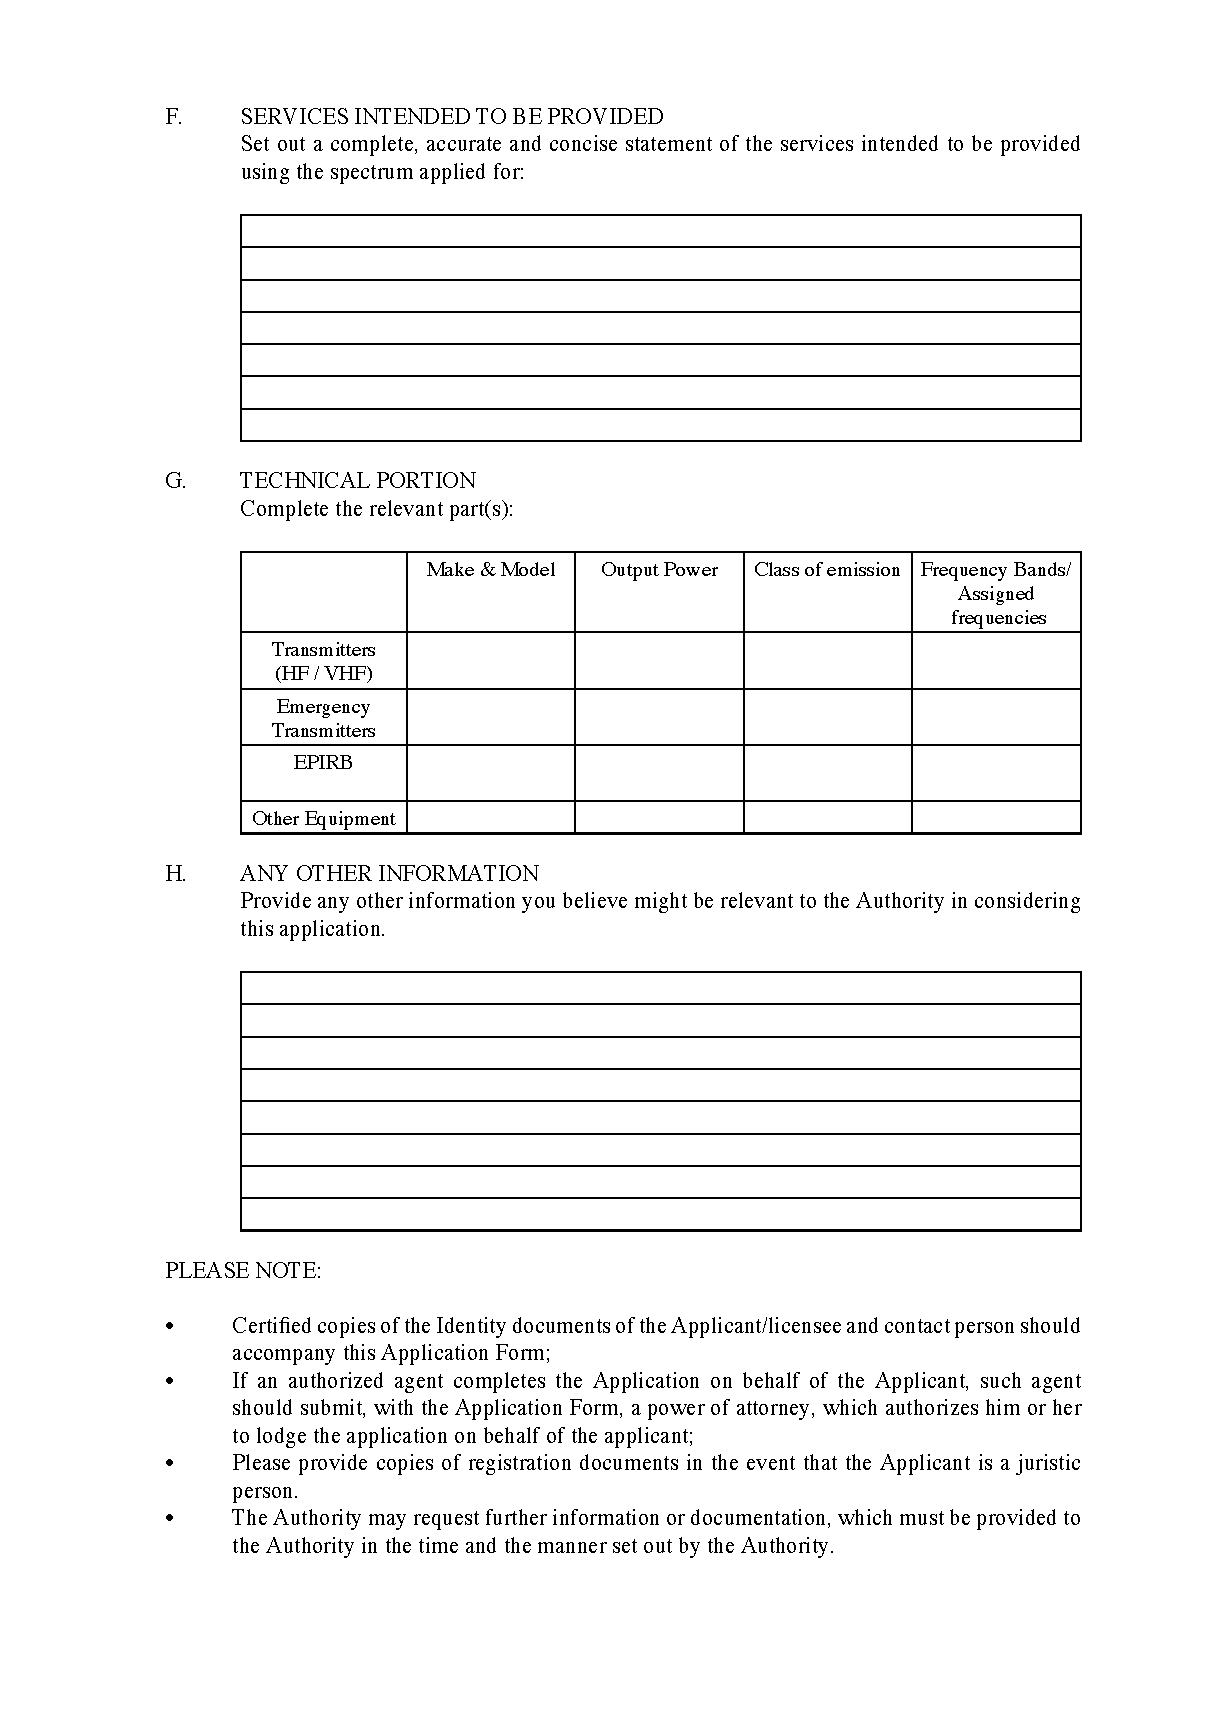 F. SERVICES INTENDED TO BE PROVIDED
Set out a complete, accurate and concise statement of the services intended to be provided
using the spectrum applied for:
G. TECHNICAL PORTION
Complete the relevant part(s):
Make & Model Output Power Class of emission Frequency Bands/
Assigned
frequencies
Transmitters
(HF / VHF)
Emergency
Transmitters
EPIRB
Other Equipment
H. ANY OTHER INFORMATION
Provide any other information you believe might be relevant to the Authority in considering
this application.
PLEASE NOTE:
• Certified copies of the Identity documents of the Applicant/licensee and contact person should
accompany this Application Form;
• If an authorized agent completes the Application on behalf of the Applicant, such agent
should submit, with the Application Form, a power of attorney, which authorizes him or her
to lodge the application on behalf of the applicant;
• Please provide copies of registration documents in the event that the Applicant is a juristic
person.
• The Authority may request further information or documentation, which must be provided to
the Authority in the time and the manner set out by the Authority.